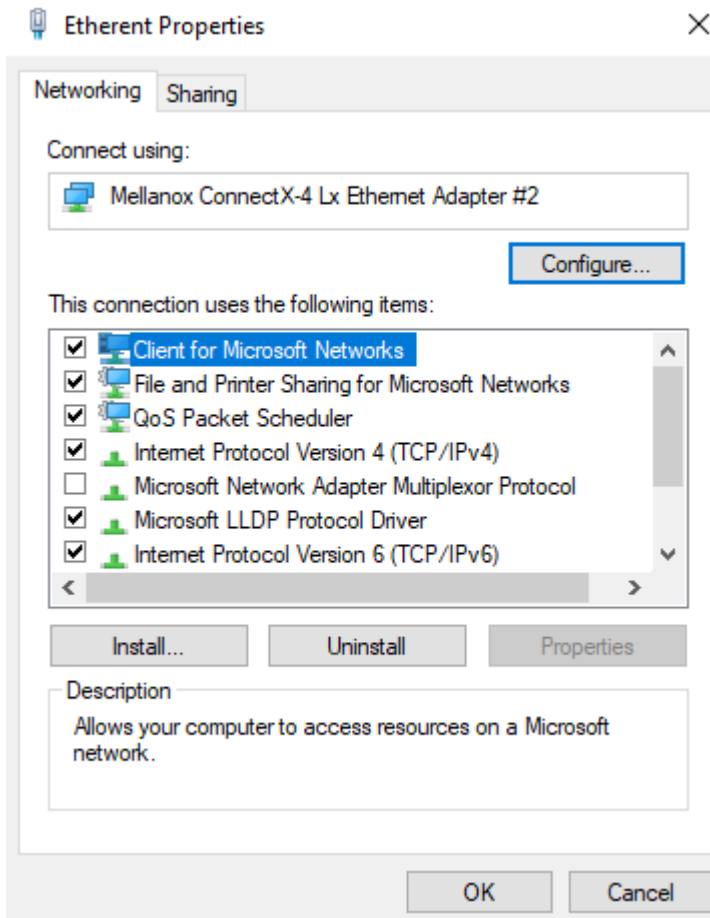 Etherent Properties
Networking
Sharing
Connect using:
Mellanox ConnectX-4 Lx Ethernet Adapter #2
Configure...
This connection uses the following items:
Client for Microsoft Networks
File and Printer Sharing for Microsoft Networks
QoS Packet Scheduler
Internet Protocol Version 4 (TCP/IPv4)
Microsoft Network Adapter Multiplexor Protocol
Microsoft LLDP Protocol Driver
Internet Protocol Version 6 (TCP/IPv6)
Install...
Uninstall
Properties
Description
Allows your computer to access resources on a Microsoft
network.
OK
Cancel